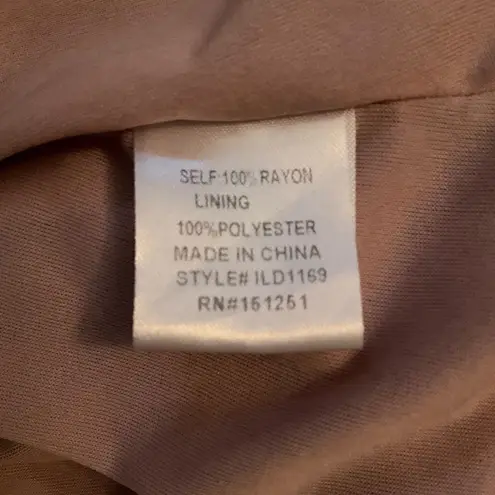 SELF:100% RAYON
LINING
100%POLYESTER
MADE IN CHINA
STYLE# ILD1169
RN#151251